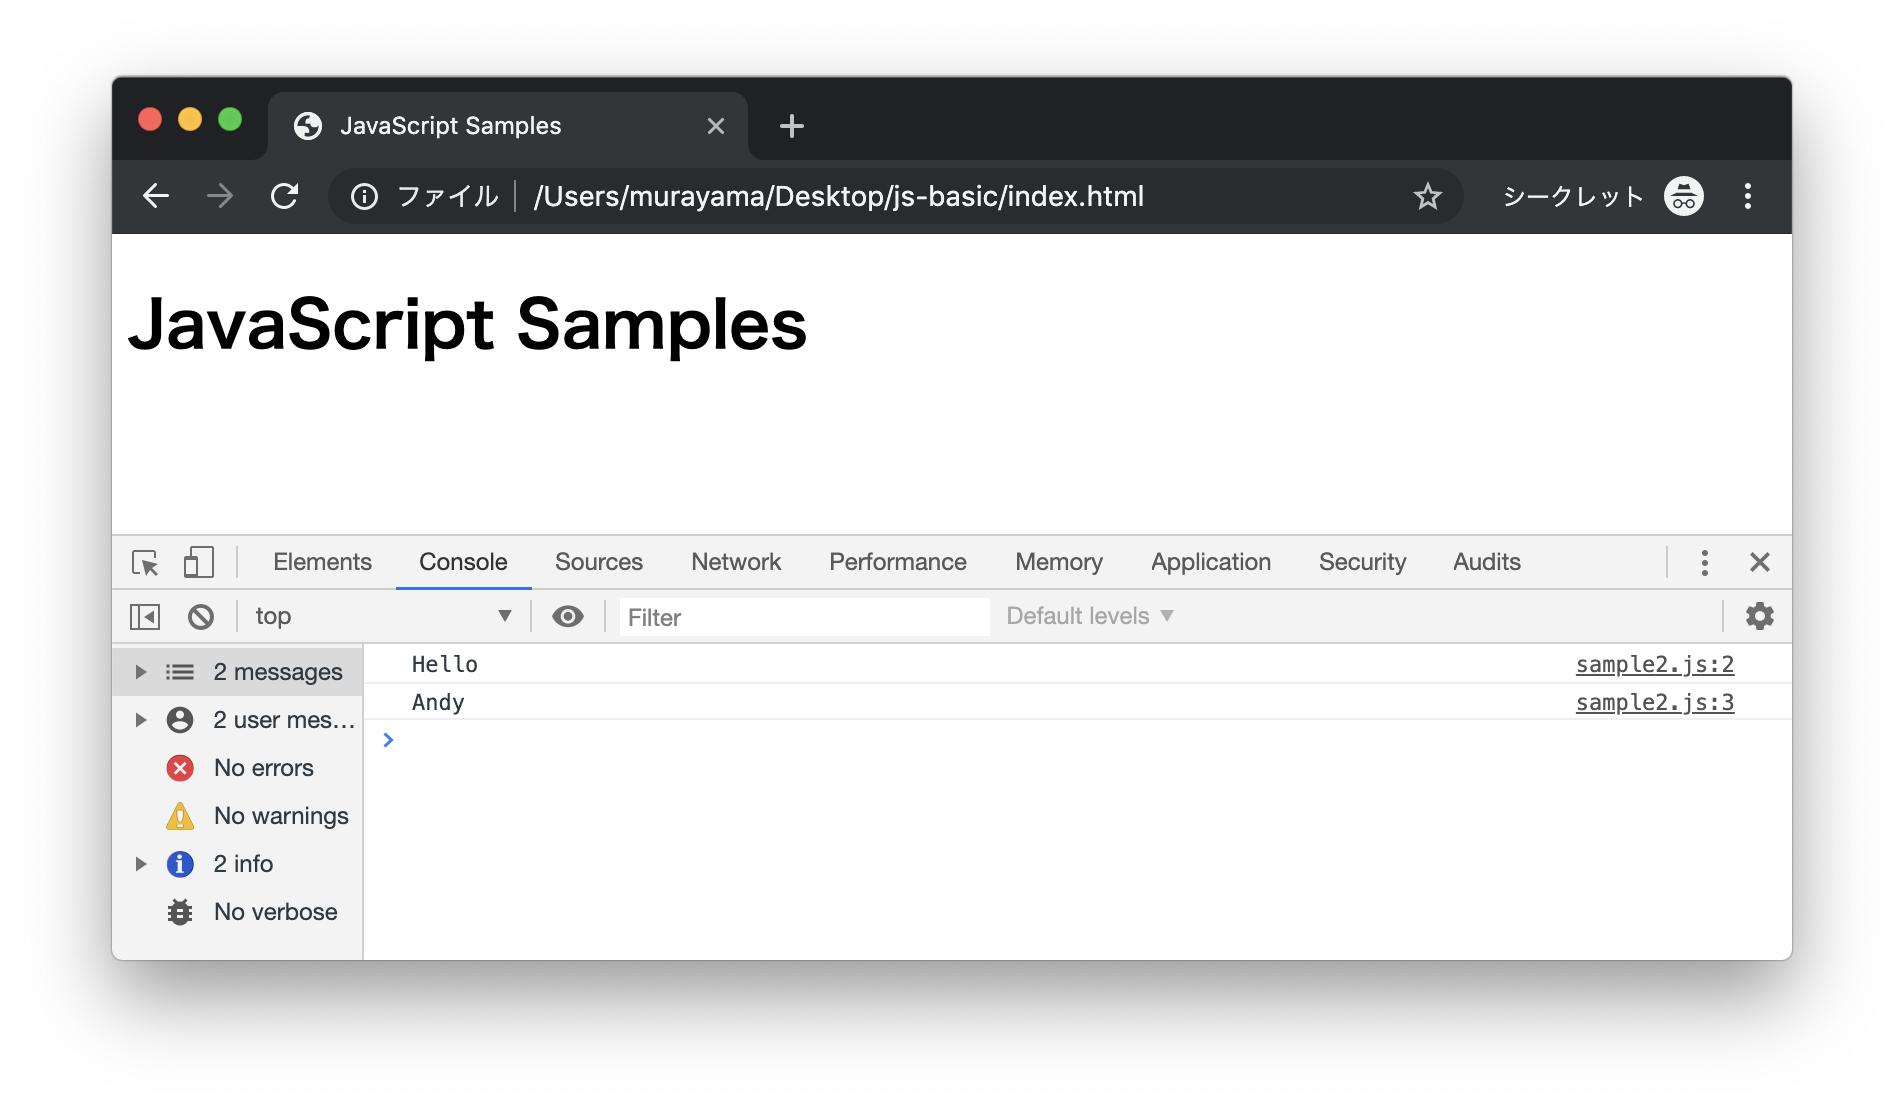 JavaScript Samples
ファイル /Users/murayama/Desktop/js-basic/index.html シークレット
JavaScript Samples
Elements Console Sources Network Performance Memory Application Security Audits
top Filter Default levels
2 messages
2 user mes…
No errors
No warnings
2 info
No verbose
Hello sample2.js:2
Andy sample2.js:3